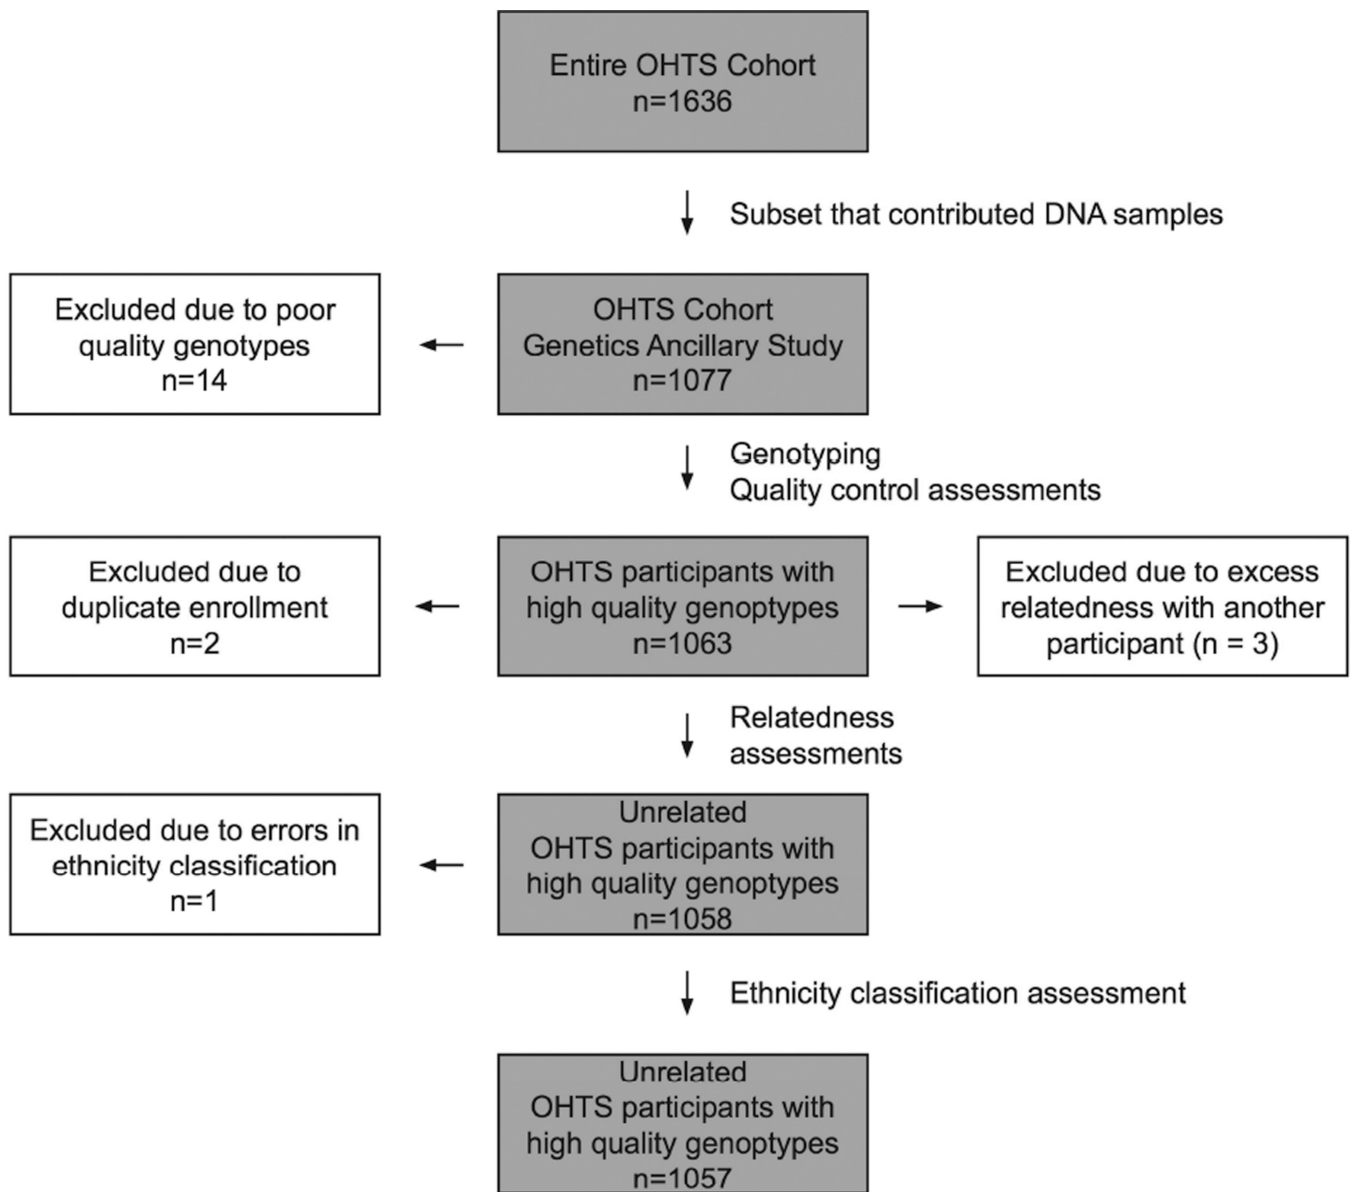 Entire OHTS Cohort
n=1636
Subset that contributed DNA samples
Excluded due to poor
quality genotypes
n=14
OHTS Cohort
Genetics Ancillary Study
n=1077
Genotyping
Quality control assessments
Excluded due to
duplicate enrollment
n=2
OHTS participants with
high quality genoptypes
n=1063
Excluded due to excess
relatedness with another
participant (n = 3)
Relatedness
assessments
Excluded due to errors in
ethnicity classification
n=1
Unrelated
OHTS participants with
high quality genoptypes
n=1058
Ethnicity classification assessment
Unrelated
OHTS participants with
high quality genoptypes
n=1057